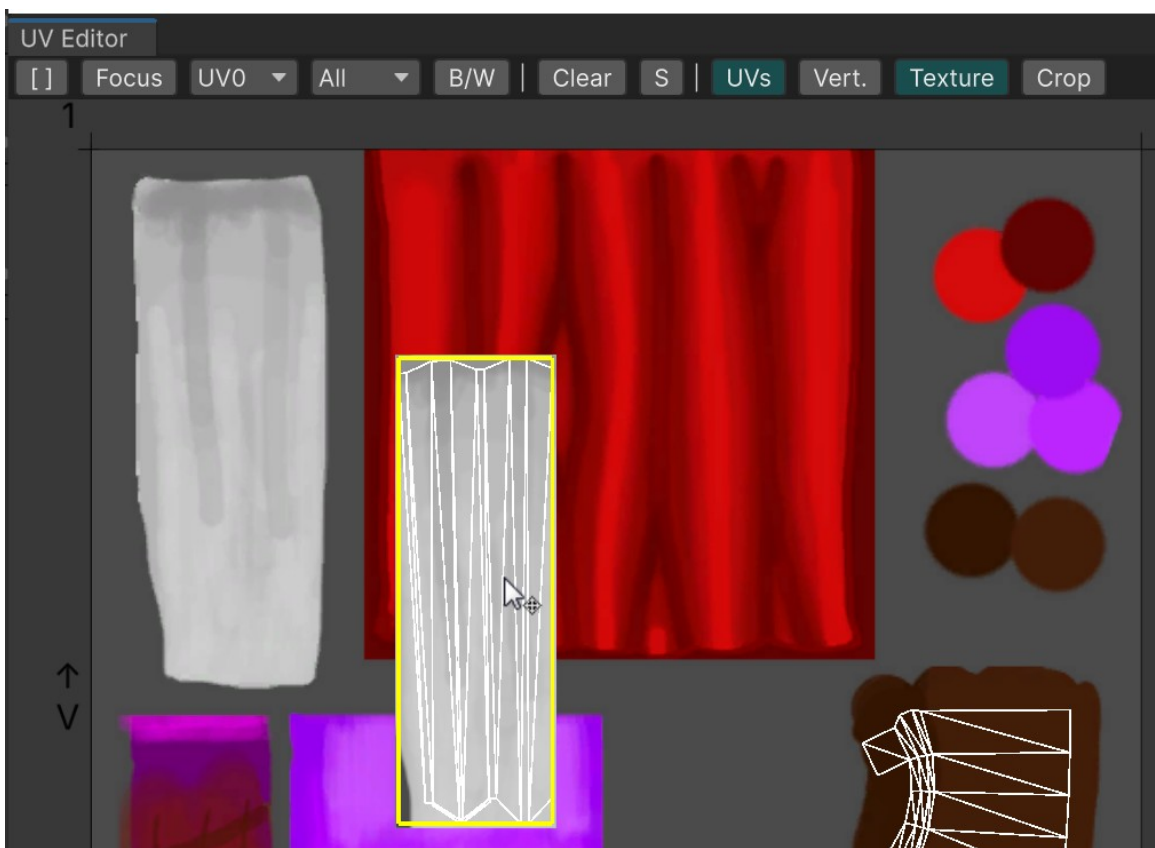 UV Editor
[ ] Focus UV0 All B/W | Clear S | UVs Vert. Texture Crop
1
↑
V